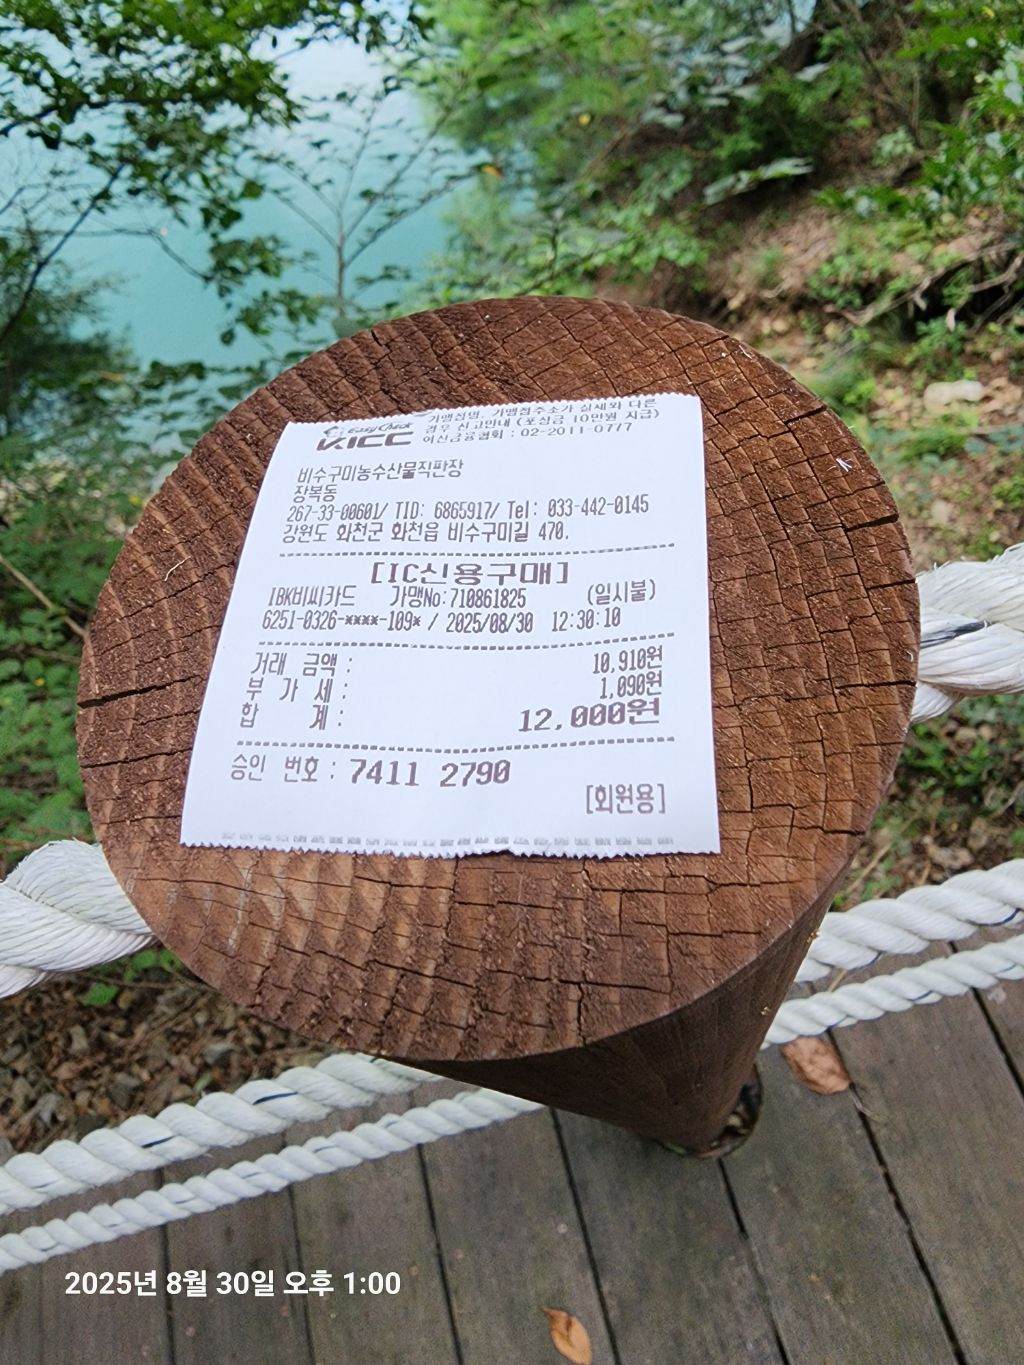 가맹점명, 가맹점주소가 실제와 다른
경우 신고안내 (포상금 10만원 지급)
여신금융협회 : 02-2011-0777
Easy Check
KICC
비수구미농수산물직판장
장복동
267-33-00601/ TID: 6865917/ Tel: 033-442-0145
강원도 화천군 화천읍 비수구미길 470.
[IC신용구매]
IBK비씨카드 가맹No:710861825 (일시불)
6251-0326-****-109* / 2025/08/30 12:30:10
거래 금액 : 10,910원
부 가 세 : 1,090원
합 계 : 12,000원
승인 번호 : 7411 2790
[회원용]
2025년 8월 30일 오후 1:00